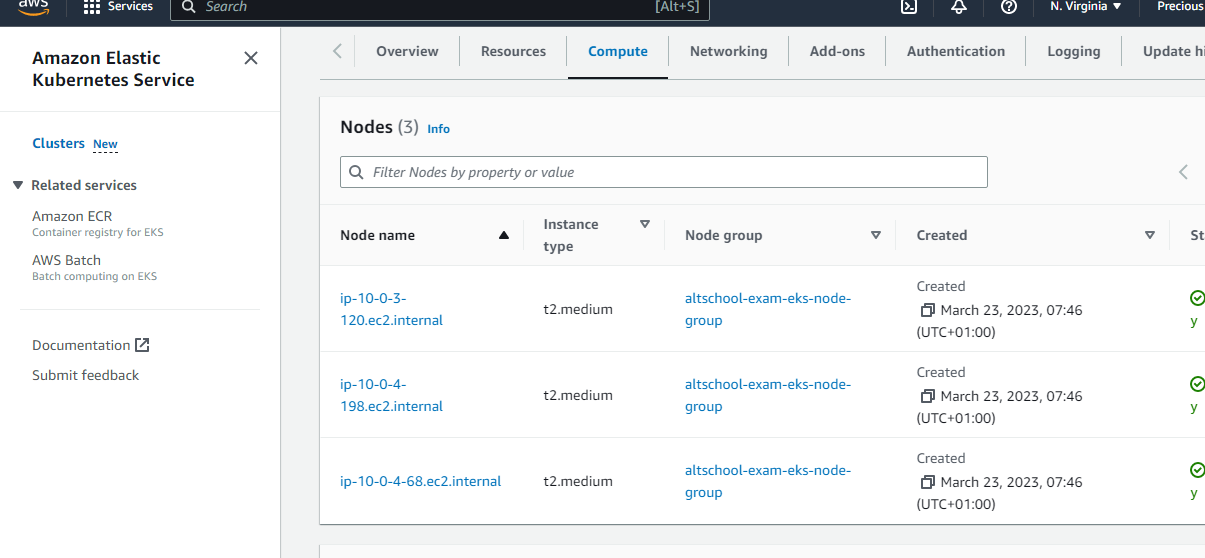 aws
Services
Search
[Alt+S]
N. Virginia
Precious
Amazon Elastic
Kubernetes Service
Clusters New
Related services
Amazon ECR
Container registry for EKS
AWS Batch
Batch computing on EKS
Documentation
Submit feedback
Overview
Resources
Compute
Networking
Add-ons
Authentication
Logging
Update hi
Nodes (3) Info
Filter Nodes by property or value
Node name
Instance
type
Node group
Created
St
ip-10-0-3-
120.ec2.internal
t2.medium
altschool-exam-eks-node-
group
Created
March 23, 2023, 07:46
(UTC+01:00)
y
ip-10-0-4-
198.ec2.internal
t2.medium
altschool-exam-eks-node-
group
Created
March 23, 2023, 07:46
(UTC+01:00)
y
ip-10-0-4-68.ec2.internal
t2.medium
altschool-exam-eks-node-
group
Created
March 23, 2023, 07:46
(UTC+01:00)
y